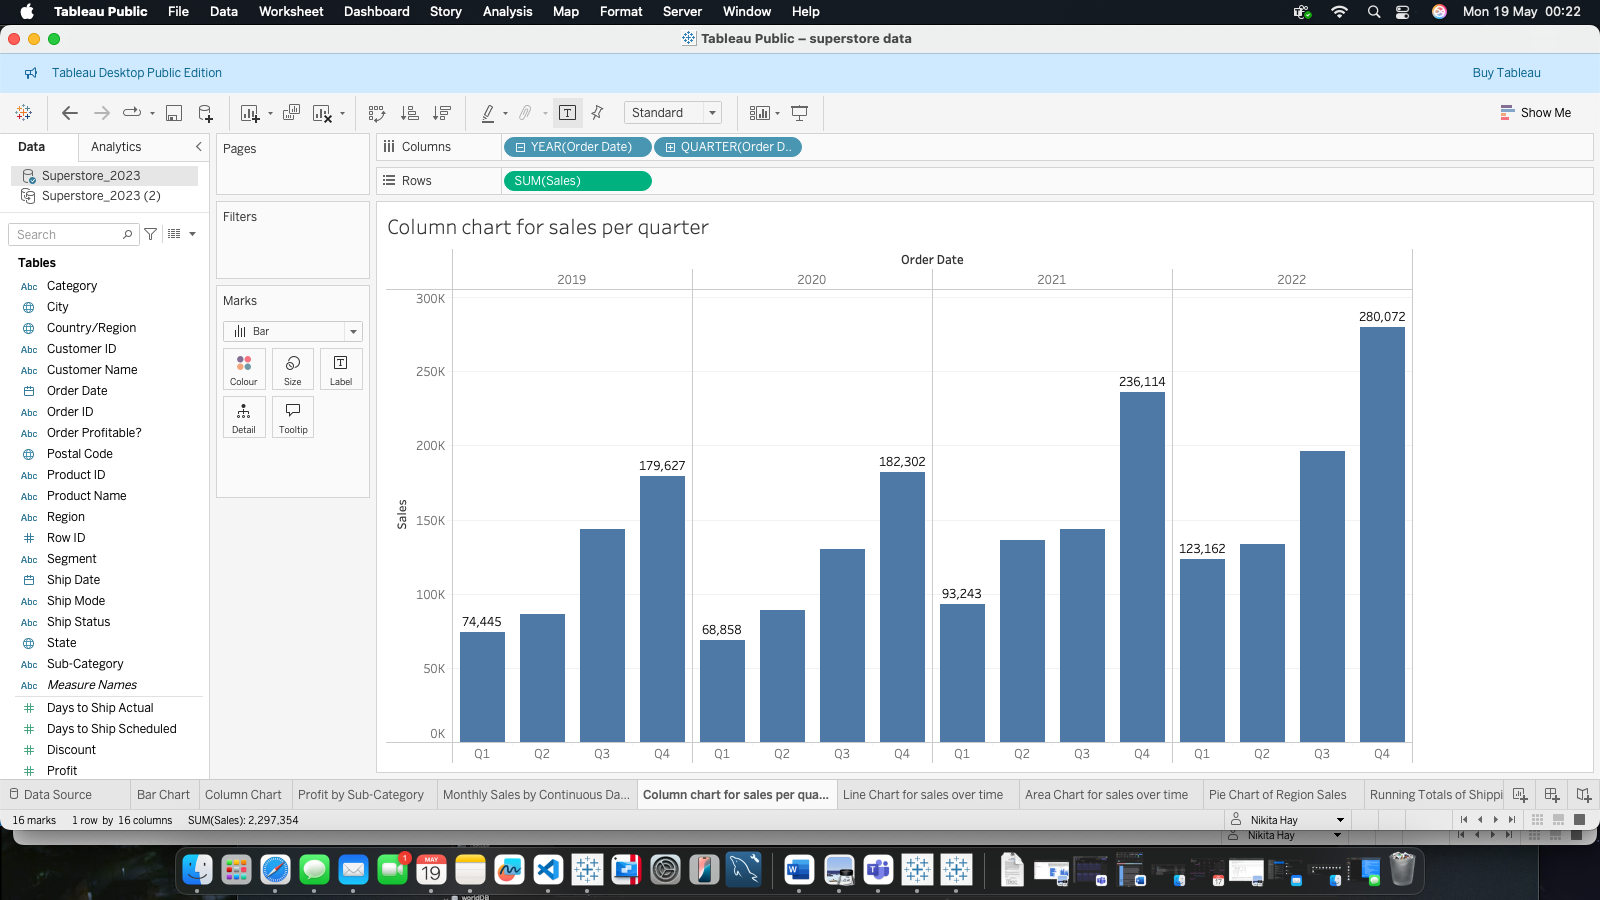 Tableau Public File Data Worksheet Dashboard Story Analysis Map Format Server Window Help Mon 19 May 00:22
Tableau Public – superstore data
Tableau Desktop Public Edition Buy Tableau
Standard Show Me
Data Analytics
Superstore_2023
Superstore_2023 (2)
Search
Tables
Abc Category
City
Country/Region
Abc Customer ID
Abc Customer Name
Order Date
Abc Order ID
Abc Order Profitable?
Postal Code
Abc Product ID
Abc Product Name
Abc Region
Row ID
Abc Segment
Ship Date
Abc Ship Mode
Abc Ship Status
State
Abc Sub-Category
Abc Measure Names
Days to Ship Actual
Days to Ship Scheduled
Discount
Profit
Pages
Filters
Marks
Bar
Colour Size Label
Detail Tooltip
Columns YEAR(Order Date) QUARTER(Order D..
Rows SUM(Sales)
Column chart for sales per quarter
Order Date
2019 2020 2021 2022
Sales
300K
250K
200K
150K
100K
50K
0K
74,445
179,627
68,858
182,302
93,243
236,114
123,162
280,072
Q1 Q2 Q3 Q4 Q1 Q2 Q3 Q4 Q1 Q2 Q3 Q4 Q1 Q2 Q3 Q4
Data Source Bar Chart Column Chart Profit by Sub-Category Monthly Sales by Continuous Da... Column chart for sales per qua... Line Chart for sales over time Area Chart for sales over time Pie Chart of Region Sales Running Totals of Shippi
16 marks 1 row by 16 columns SUM(Sales): 2,297,354 Nikita Hay
Nikita Hay
1
MAY
19
worldDB